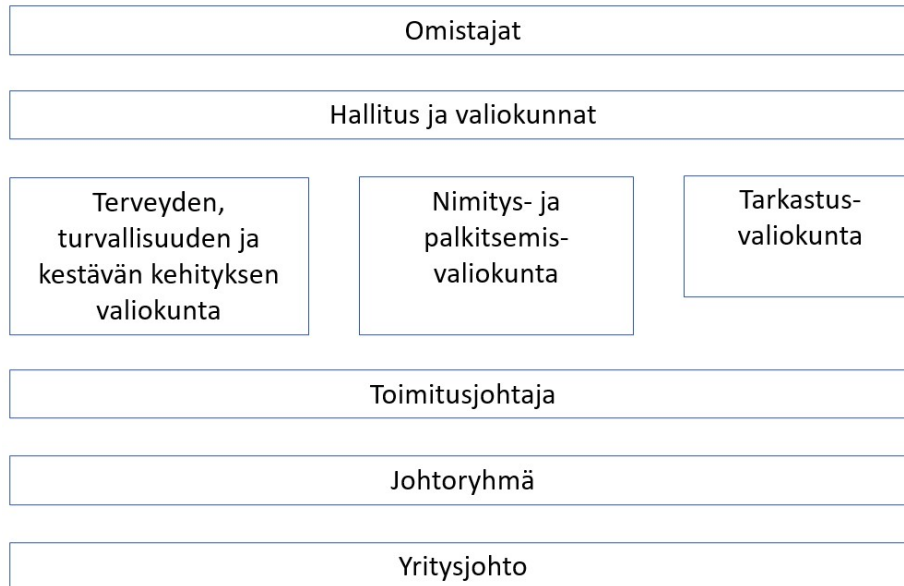 Omistajat
Hallitus ja valiokunnat
Terveyden,
turvallisuuden ja
kestävän kehityksen
valiokunta
Nimitys- ja
palkitsemis-
valiokunta
Tarkastus-
valiokunta
Toimitusjohtaja
Johtoryhmä
Yritysjohto